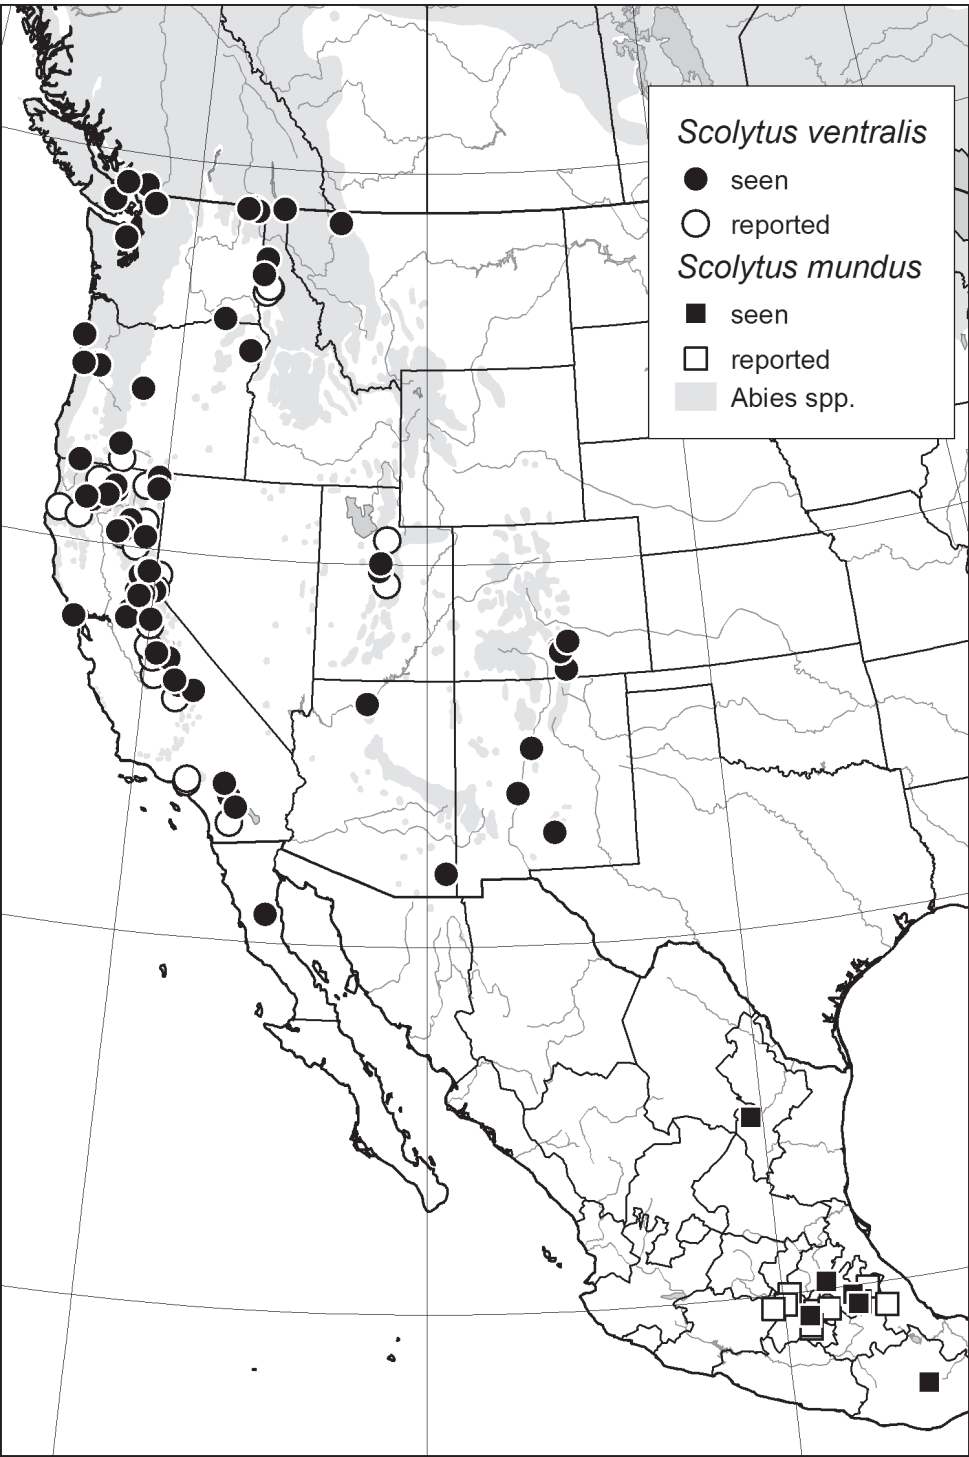 Scolytus ventralis
seen
reported
Scolytus mundus
seen
reported
Abies spp.